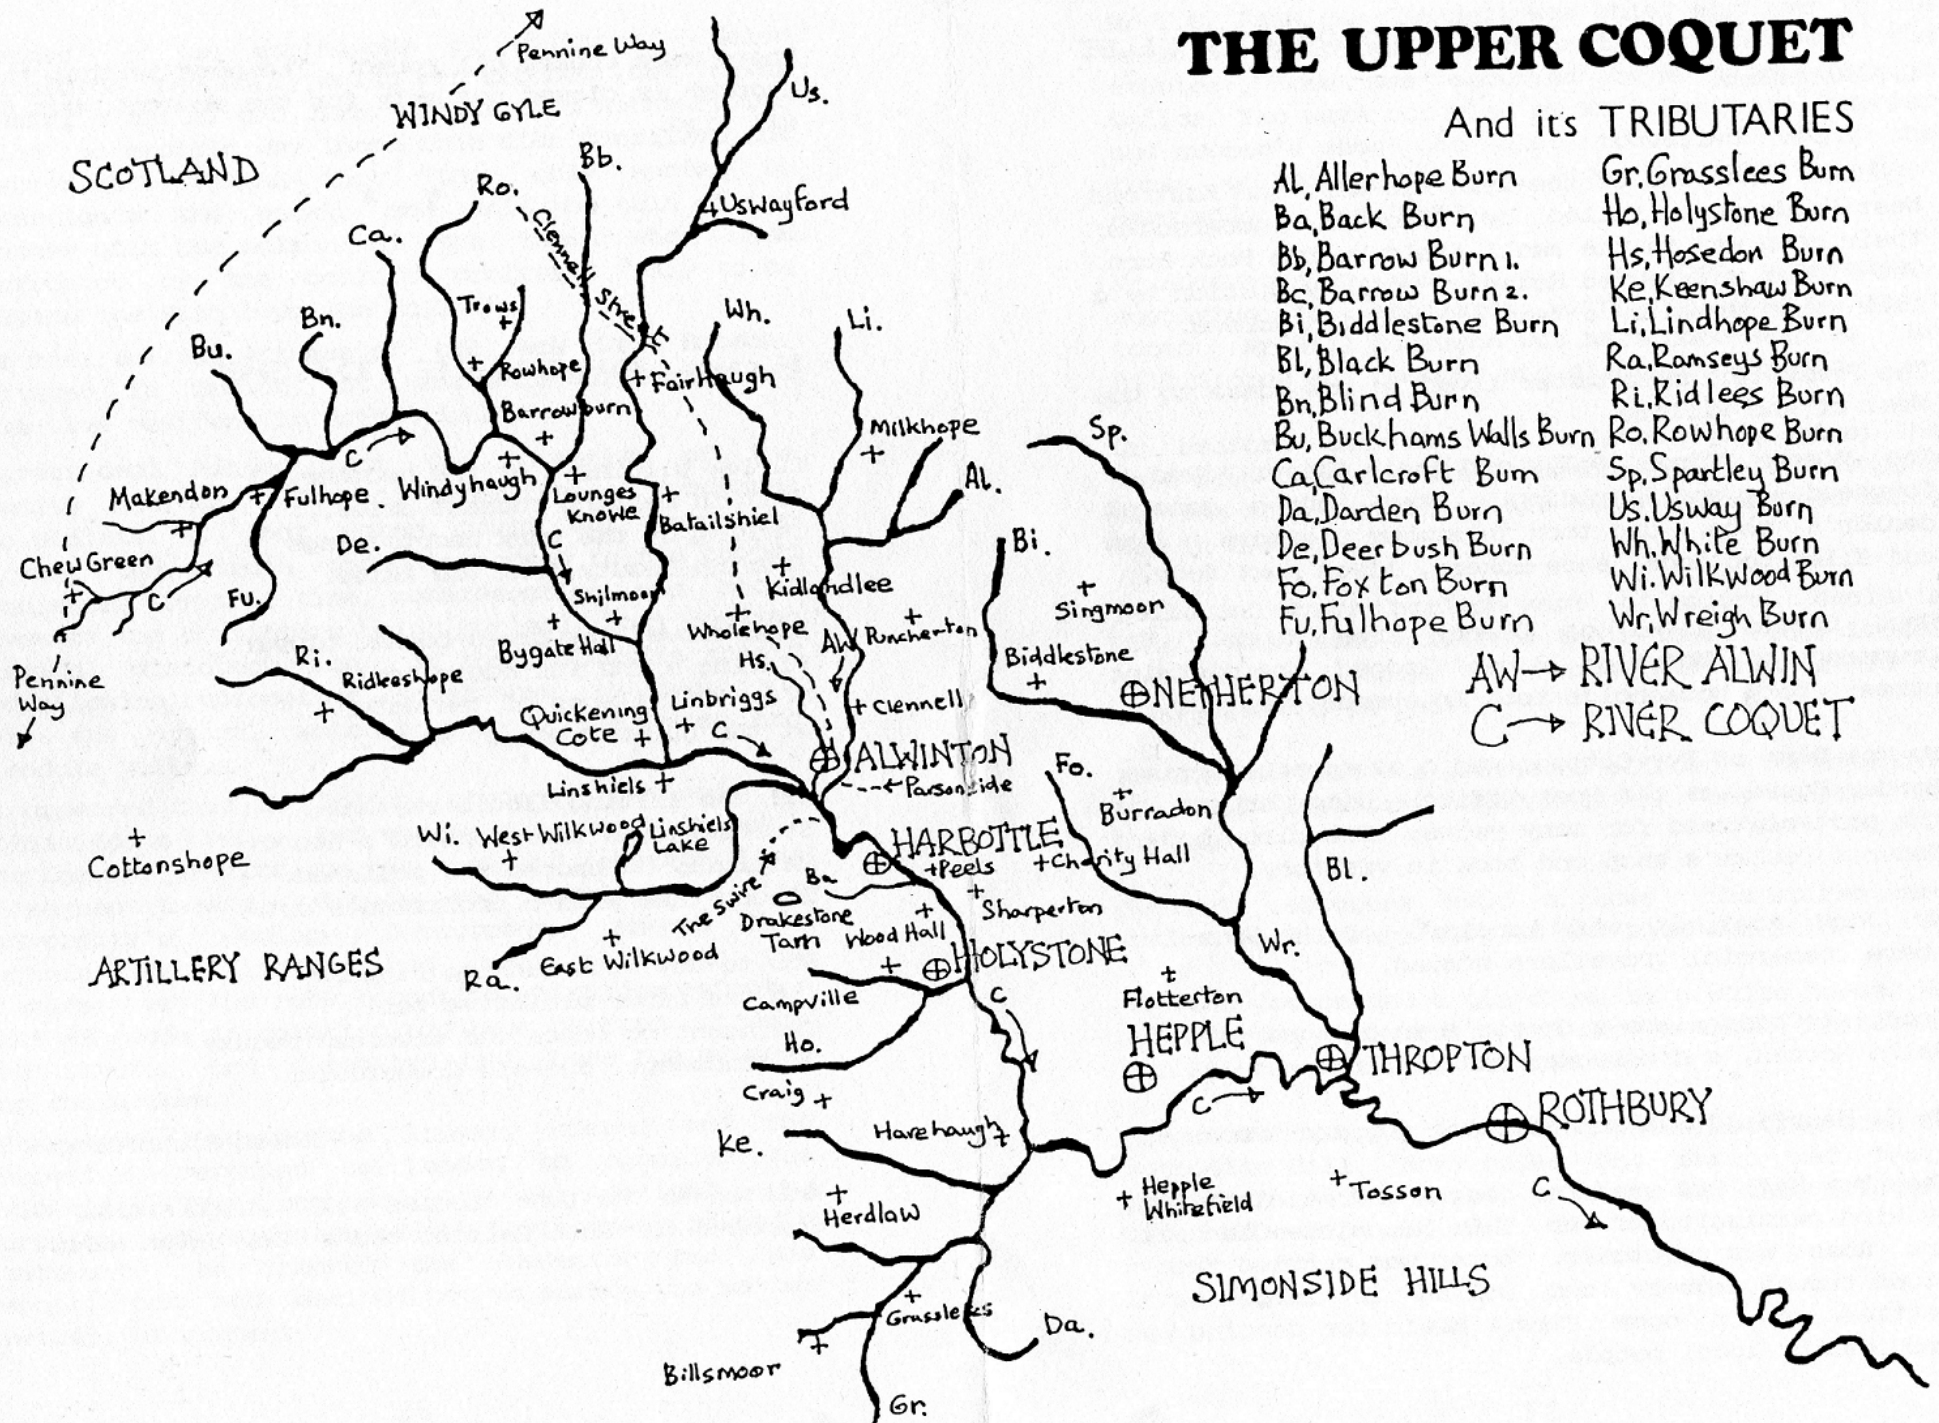 THE UPPER COQUET
And its TRIBUTARIES
Al, Allerhope Burn
Ba, Back Burn
Bb, Barrow Burn 1.
Bc, Barrow Burn 2.
Bi, Biddlestone Burn
Bl, Black Burn
Bn, Blind Burn
Bu, Buckhams Walls Burn
Ca, Carlcroft Burn
Da, Darden Burn
De, Deerbush Burn
Fo, Foxton Burn
Fu, Fulhope Burn
Gr, Grasslees Burn
Ho, Holystone Burn
Hs, Hosedon Burn
Ke, Keenshaw Burn
Li, Lindhope Burn
Ra, Ramseys Burn
Ri, Ridlees Burn
Ro, Rowhope Burn
Sp, Spartley Burn
Us, Usway Burn
Wh, White Burn
Wi, Wilkwood Burn
Wr, Wreigh Burn
AW → RIVER ALWIN
C → RIVER COQUET
Pennine Way
WINDY GYLE
SCOTLAND
Us.
Bb.
Ro.
Clennell Street
Uswayford
Ca.
Trows
Bn.
Bu.
Wh.
Li.
Rowhope
Fairhaugh
Barrowburn
C
Milkhope
Sp.
Makendon
Fulhope
Windyhaugh
Lounges
Knowe
Batailshiel
Al.
Bi.
De.
C
Chew Green
C
Fu.
Shilmoor
Kidlandlee
Singmoor
Wholehope
AW
Puncherton
Bygate Hall
Hs.
Biddlestone
Ri.
Ridleeshope
Pennine
Way
Linbriggs
Clennell
NETHERTON
Quickening
Cote
C
ALWINTON
Parsonside
Linshiels
Fo.
Burradon
Wi.
West Wilkwood
Linshiels
Lake
HARBOTTLE
Peels
Charity Hall
Cottonshope
Bl.
The Swire
Ba
Drakestone
Tarn
Sharperton
Wood Hall
East Wilkwood
ARTILLERY RANGES
Ra.
HOLYSTONE
Wr.
Campville
C
Flotterton
Ho.
HEPPLE
THROPTON
Craig
C
ROTHBURY
Ke.
Harehaugh
Hepple
Whitefield
Tosson
C
Herdlaw
SIMONSIDE HILLS
Grasslees
Da.
Billsmoor
Gr.